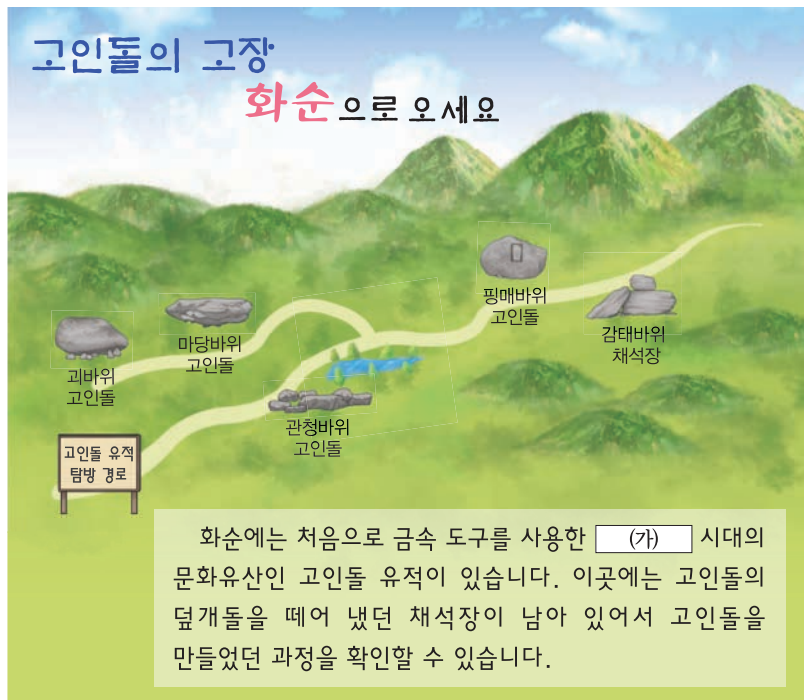 고인돌의 고장
화순으로 오세요
핑매바위
고인돌
감태바위
채석장
마당바위
고인돌
괴바위
고인돌
관청바위
고인돌
고인돌 유적
탐방 경로
화순에는 처음으로 금속 도구를 사용한 (가) 시대의
문화유산인 고인돌 유적이 있습니다. 이곳에는 고인돌의
덮개돌을 떼어 냈던 채석장이 남아 있어서 고인돌을
만들었던 과정을 확인할 수 있습니다.